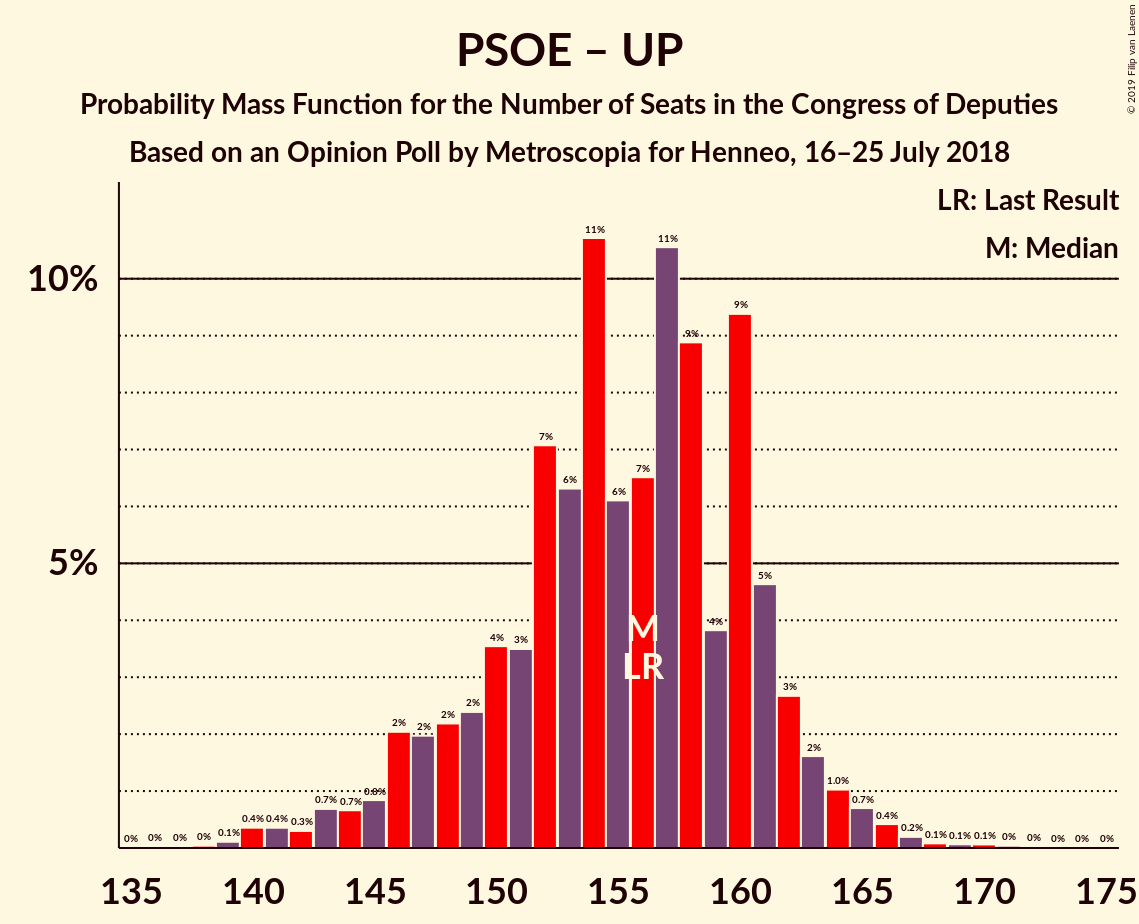 PSOE – UP
Probability Mass Function for the Number of Seats in the Congress of Deputies
Based on an Opinion Poll by Metroscopia for Henneo, 16–25 July 2018
© 2019 Filip van Laenen
LR: Last Result
M: Median
10%
5%
0% 0% 0% 0% 0.1% 0.4% 0.4% 0.3% 0.7% 0.7% 0.8% 2% 2% 2% 2% 4% 3% 7% 6% 11% 6% 7% 11% 9% 4% 9% 5% 3% 2% 1.0% 0.7% 0.4% 0.2% 0.1% 0.1% 0.1% 0% 0% 0% 0% 0%
M
LR
135 140 145 150 155 160 165 170 175